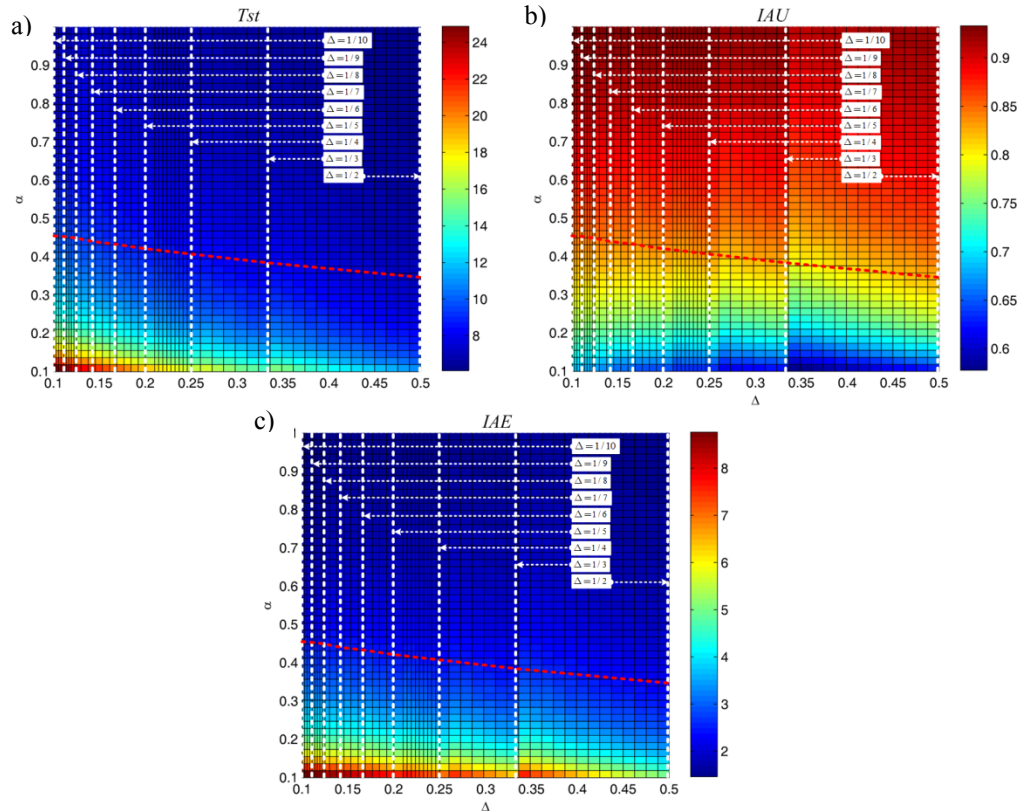 a)
Tst
0.9
0.8
0.7
0.6
0.5
0.4
0.3
0.2
0.1
α
0.1 0.15 0.2 0.25 0.3 0.35 0.4 0.45 0.5
Δ
Δ = 1/10
Δ = 1/9
Δ = 1/8
Δ = 1/7
Δ = 1/6
Δ = 1/5
Δ = 1/4
Δ = 1/3
Δ = 1/2
24
22
20
18
16
14
12
10
8
b)
IAU
0.9
0.8
0.7
0.6
0.5
0.4
0.3
0.2
0.1
α
0.1 0.15 0.2 0.25 0.3 0.35 0.4 0.45 0.5
Δ
Δ = 1/10
Δ = 1/9
Δ = 1/8
Δ = 1/7
Δ = 1/6
Δ = 1/5
Δ = 1/4
Δ = 1/3
Δ = 1/2
0.9
0.85
0.8
0.75
0.7
0.65
0.6
c)
IAE
1
0.9
0.8
0.7
0.6
0.5
0.4
0.3
0.2
0.1
α
0.1 0.15 0.2 0.25 0.3 0.35 0.4 0.45 0.5
Δ
Δ = 1/10
Δ = 1/9
Δ = 1/8
Δ = 1/7
Δ = 1/6
Δ = 1/5
Δ = 1/4
Δ = 1/3
Δ = 1/2
8
7
6
5
4
3
2